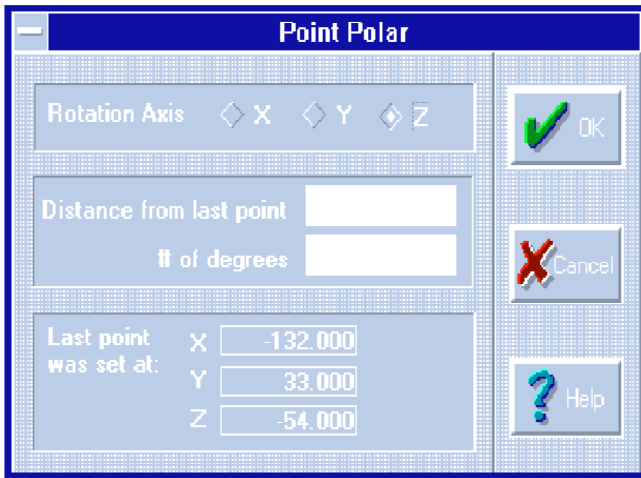 Point Polar
Rotation Axis X Y Z
Distance from last point
# of degrees
Last point
was set at:
X -132.000
Y 33.000
Z -54.000
OK
Cancel
Help